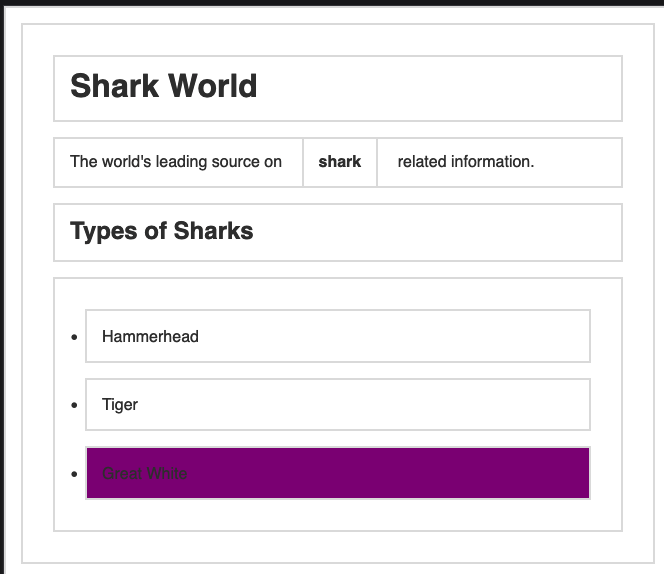 Shark World
The world's leading source on shark related information.
Types of Sharks
Hammerhead
Tiger
Great White